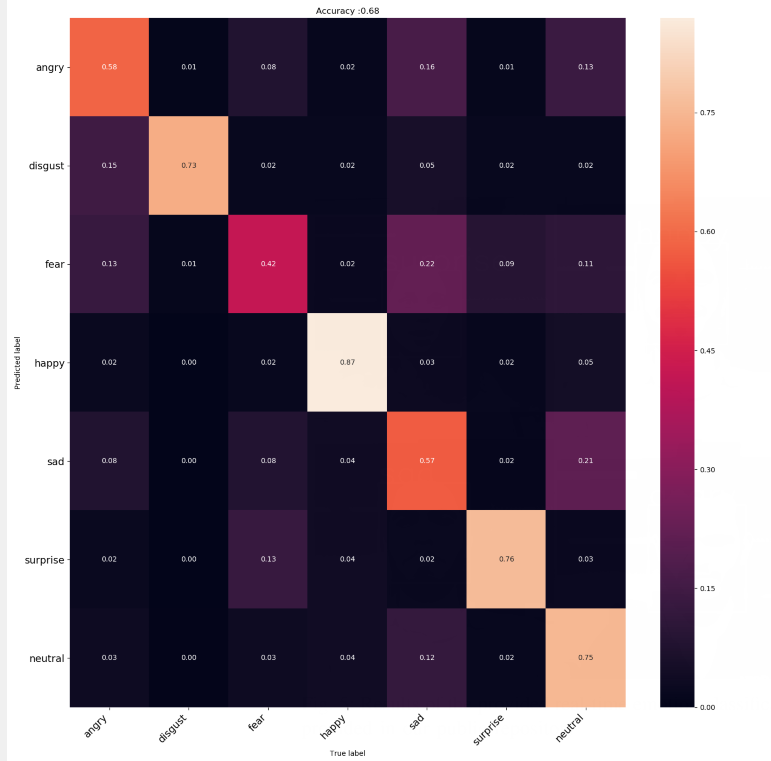 Accuracy :0.68
angry 0.58 0.01 0.08 0.02 0.16 0.01 0.13
disgust 0.15 0.73 0.02 0.02 0.05 0.02 0.02
fear 0.13 0.01 0.42 0.02 0.22 0.09 0.11
happy 0.02 0.00 0.02 0.87 0.03 0.02 0.05
sad 0.08 0.00 0.08 0.04 0.57 0.02 0.21
surprise 0.02 0.00 0.13 0.04 0.02 0.76 0.03
neutral 0.03 0.00 0.03 0.04 0.12 0.02 0.75
Predicted label
angry disgust fear happy sad surprise neutral
True label
0.75
0.60
0.45
0.30
0.15
0.00